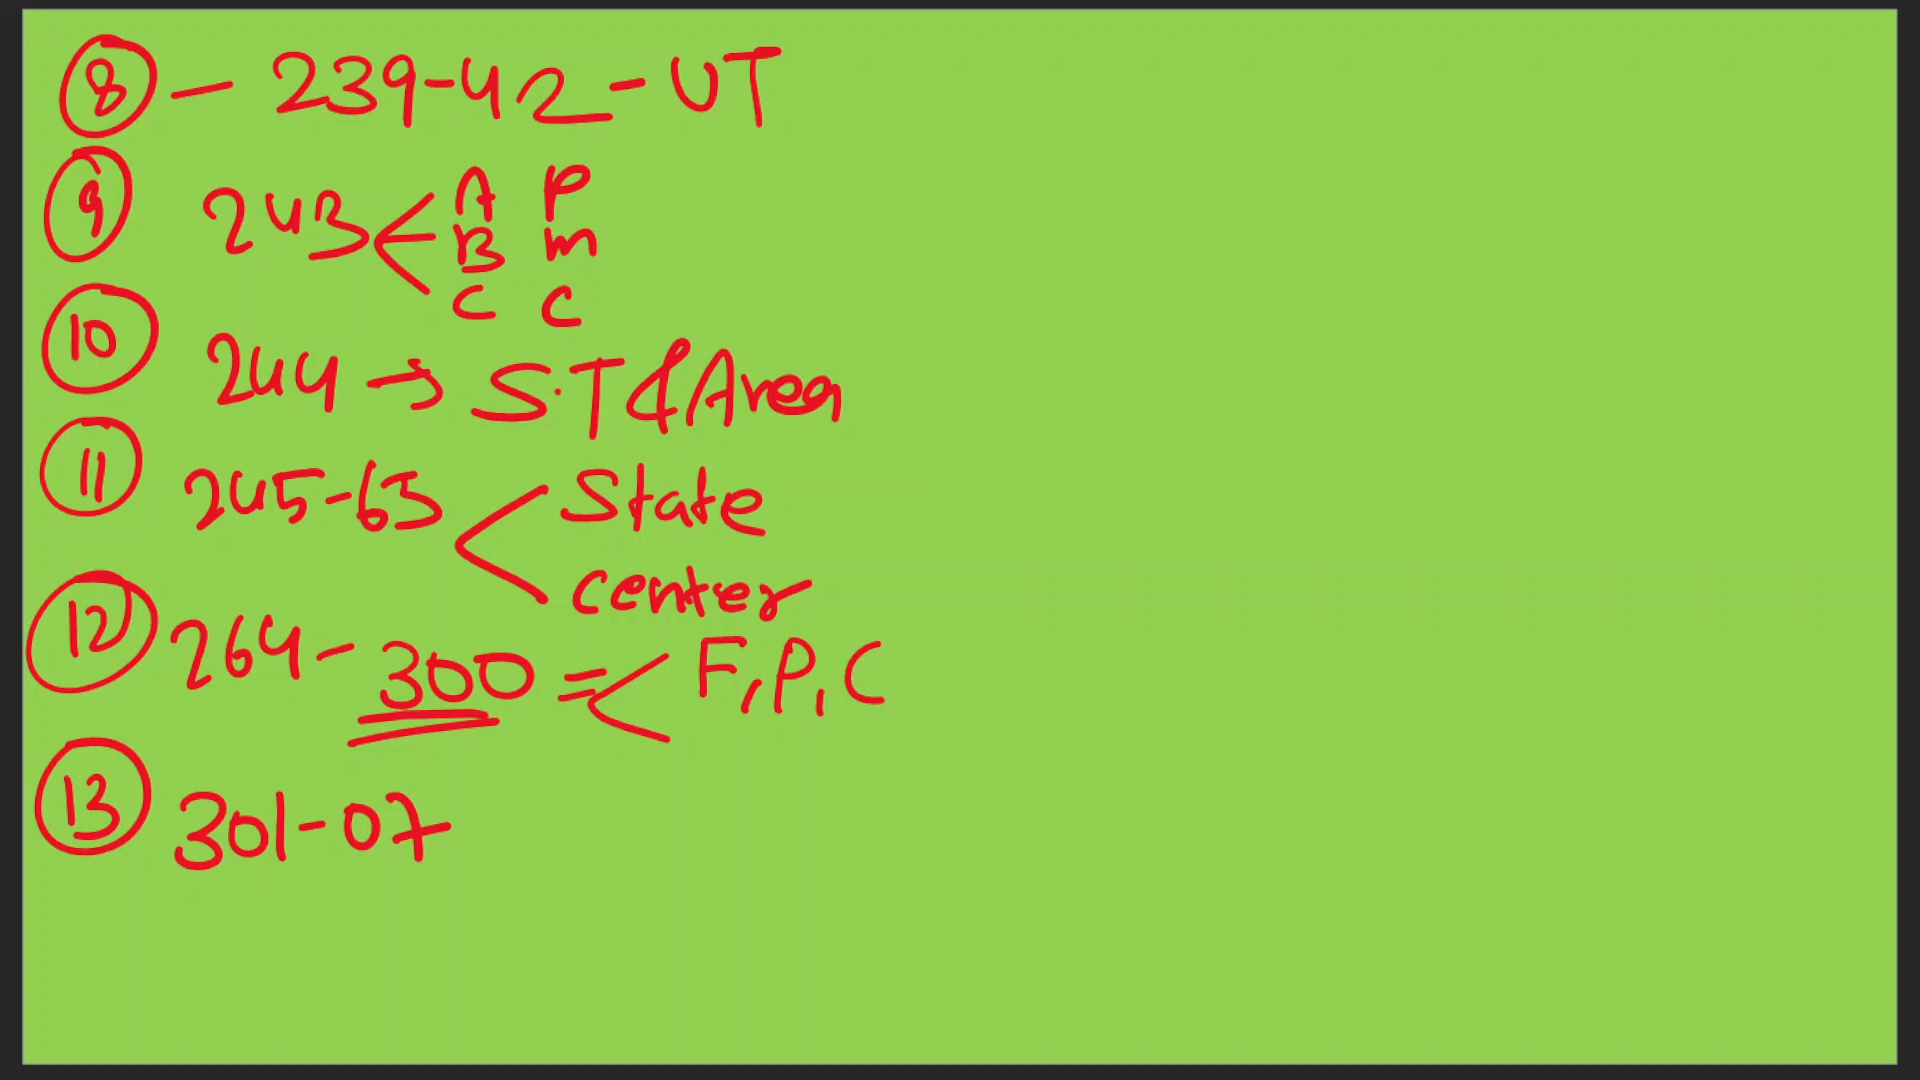 8 - 239-42 - UT
9 243 A P
B m
C C
10 244 → S.T & Area
11 245-63 State
center
12 264 - 300 = F, P, C
13 301-07